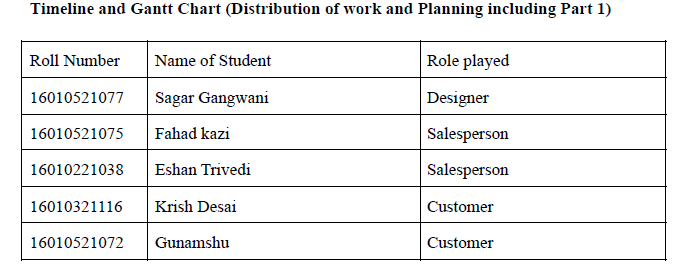 Timeline and Gantt Chart (Distribution of work and Planning including Part 1)
Roll Number Name of Student Role played
16010521077 Sagar Gangwani Designer
16010521075 Fahad kazi Salesperson
16010221038 Eshan Trivedi Salesperson
16010321116 Krish Desai Customer
16010521072 Gunamshu Customer